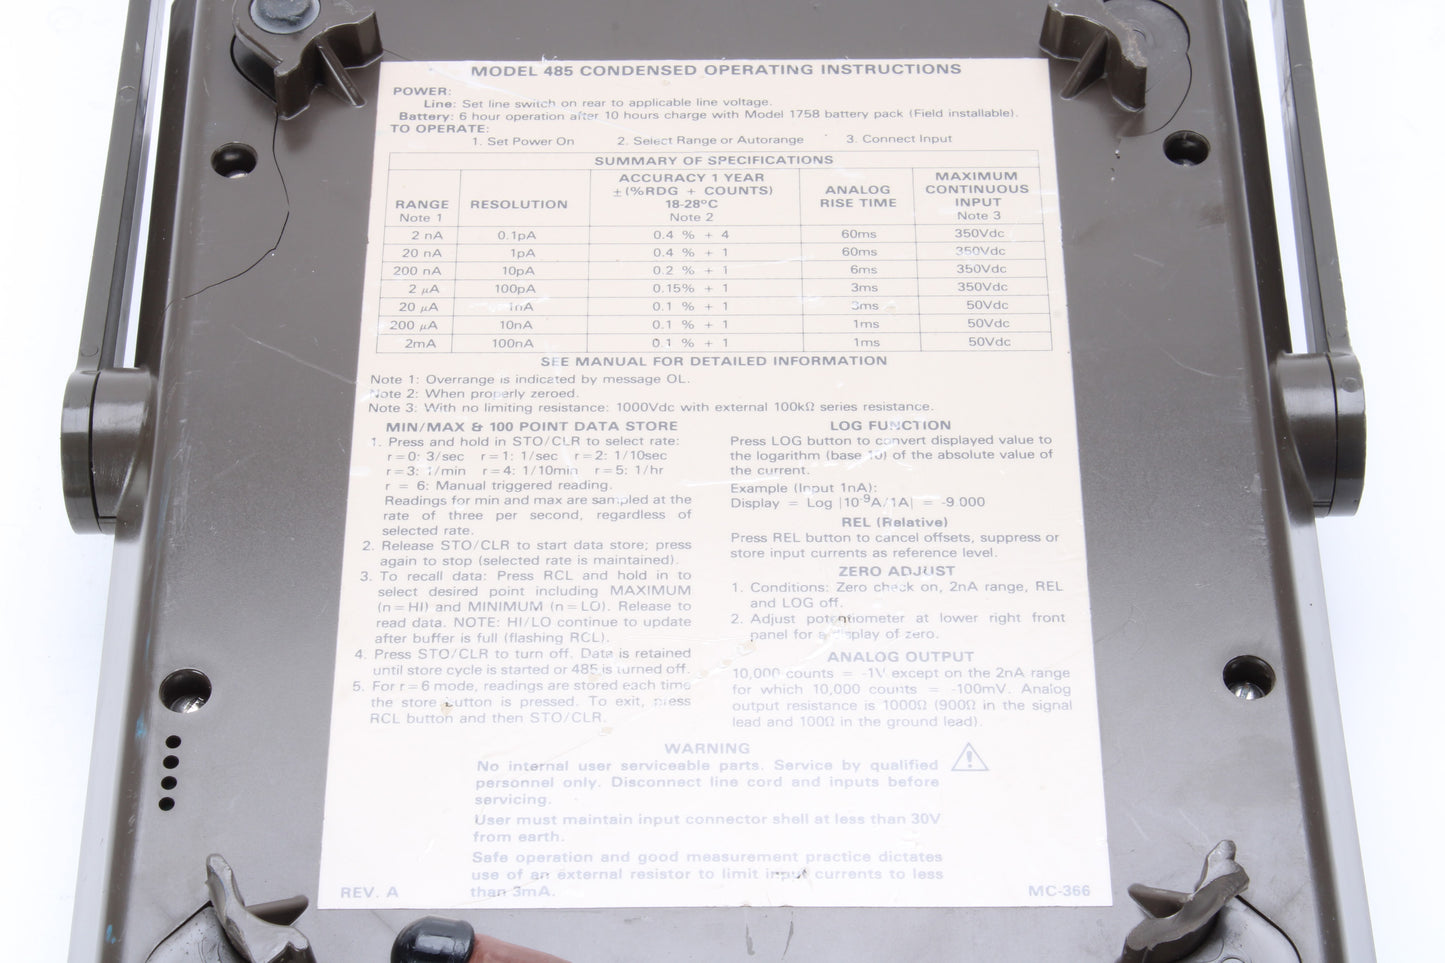 MODEL 485 CONDENSED OPERATING INSTRUCTIONS
POWER:
Line: Set line switch on rear to applicable line voltage.
Battery: 6 hour operation after 10 hours charge with Model 1758 battery pack (Field installable).
TO OPERATE:
1. Set Power On 2. Select Range or Autorange 3. Connect Input
SUMMARY OF SPECIFICATIONS
RANGE Note 1 RESOLUTION ACCURACY 1 YEAR ±(%RDG + COUNTS) 18-28°C Note 2 ANALOG RISE TIME MAXIMUM CONTINUOUS INPUT Note 3
2 nA 0.1pA 0.4 % + 4 60ms 350Vdc
20 nA 1pA 0.4 % + 1 60ms 350Vdc
200 nA 10pA 0.2 % + 1 6ms 350Vdc
2 µA 100pA 0.15% + 1 3ms 350Vdc
20 µA 1nA 0.1 % + 1 3ms 50Vdc
200 µA 10nA 0.1 % + 1 1ms 50Vdc
2mA 100nA 0.1 % + 1 1ms 50Vdc
SEE MANUAL FOR DETAILED INFORMATION
Note 1: Overrange is indicated by message OL.
Note 2: When properly zeroed.
Note 3: With no limiting resistance: 1000Vdc with external 100kΩ series resistance.
MIN/MAX & 100 POINT DATA STORE
1. Press and hold in STO/CLR to select rate:
r=0: 3/sec r=1: 1/sec r=2: 1/10sec
r=3: 1/min r=4: 1/10min r=5: 1/hr
r = 6: Manual triggered reading.
Readings for min and max are sampled at the
rate of three per second, regardless of
selected rate.
2. Release STO/CLR to start data store; press
again to stop (selected rate is maintained).
3. To recall data: Press RCL and hold in to
select desired point including MAXIMUM
(n=HI) and MINIMUM (n=LO). Release to
read data. NOTE: HI/LO continue to update
after buffer is full (flashing RCL).
4. Press STO/CLR to turn off. Data is retained
until store cycle is started or 485 is turned off.
5. For r=6 mode, readings are stored each time
the store button is pressed. To exit, press
RCL button and then STO/CLR.
LOG FUNCTION
Press LOG button to convert displayed value to
the logarithm (base 10) of the absolute value of
the current.
Example (Input 1nA):
Display = Log |10⁻⁹A/1A| = -9.000
REL (Relative)
Press REL button to cancel offsets, suppress or
store input currents as reference level.
ZERO ADJUST
1. Conditions: Zero check on, 2nA range, REL
and LOG off.
2. Adjust potentiometer at lower right front
panel for a display of zero.
ANALOG OUTPUT
10,000 counts = -1V except on the 2nA range
for which 10,000 counts = -100mV. Analog
output resistance is 1000Ω (900Ω in the signal
lead and 100Ω in the ground lead).
WARNING
No internal user serviceable parts. Service by qualified
personnel only. Disconnect line cord and inputs before
servicing.
User must maintain input connector shell at less than 30V
from earth.
Safe operation and good measurement practice dictates
use of an external resistor to limit input currents to less
than 3mA.
REV. A
MC-366